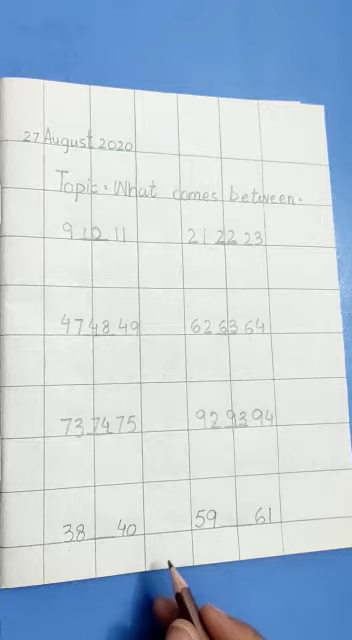 27 August 2020
Topic. What comes between.
9 10 11 21 22 23
47 48 49 62 63 64
73 74 75 92 93 94
38 __ 40 59 __ 61